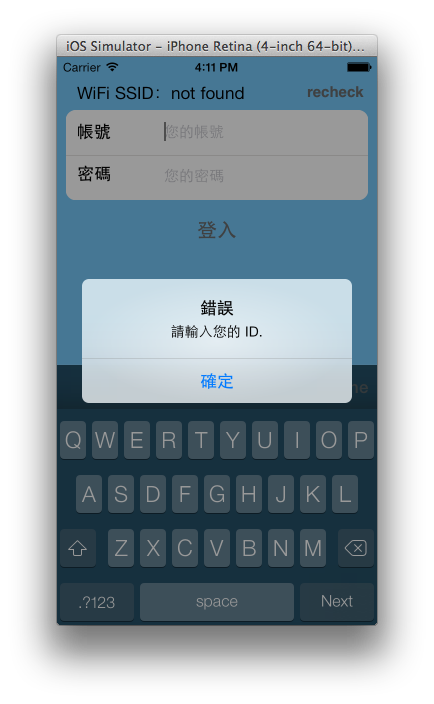 iOS Simulator - iPhone Retina (4-inch 64-bit)...
Carrier 4:11 PM
WiFi SSID： not found recheck
帳號 您的帳號
密碼 您的密碼
登入
錯誤
請輸入您的 ID.
確定
Q W E R T Y U I O P
A S D F G H J K L
Z X C V B N M
.?123 space Next